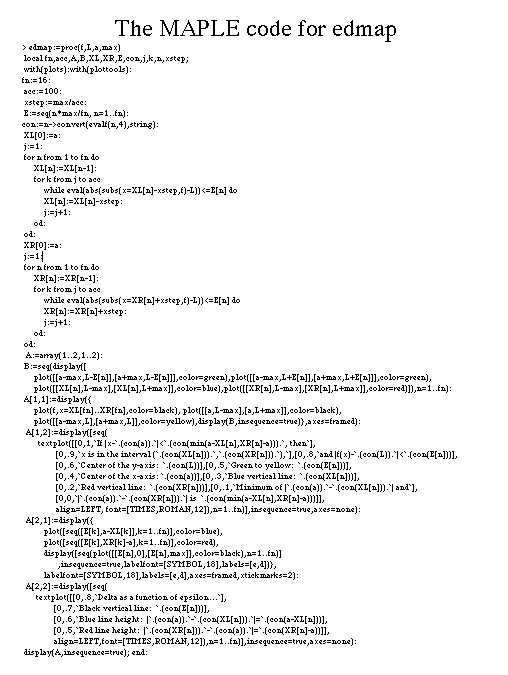 The MAPLE code for edmap
> edmap:=proc(f,L,a,max)
local fn,acc,A,B,XL,XR,E,con,j,k,n,xstep;
with(plots):with(plottools):
fn:=16:
acc:=100:
xstep:=max/acc:
E:=seq(n*max/fn, n=1..fn):
con:=n->convert(evalf(n,4),string):
XL[0]:=a:
j:=1:
for n from 1 to fn do
XL[n]:=XL[n-1]:
for k from j to acc
while eval(abs(subs(x=XL[n]-xstep,f)-L))<=E[n] do
XL[n]:=XL[n]-xstep:
j:=j+1:
od:
od:
XR[0]:=a:
j:=1:
for n from 1 to fn do
XR[n]:=XR[n-1]:
for k from j to acc
while eval(abs(subs(x=XR[n]+xstep,f)-L))<=E[n] do
XR[n]:=XR[n]+xstep:
j:=j+1:
od:
od:
A:=array(1..2,1..2):
B:=seq(display([
plot([[a-max,L-E[n]],[a+max,L-E[n]]],color=green),plot([[a-max,L+E[n]],[a+max,L+E[n]]],color=green),
plot([[XL[n],L-max],[XL[n],L+max]],color=blue),plot([[XR[n],L-max],[XR[n],L+max]],color=red)]),n=1..fn):
A[1,1]:=display({
plot(f,x=XL[fn]..XR[fn],color=black), plot([[a,L-max],[a,L+max]],color=black),
plot([[a-max,L],[a+max,L]],color=yellow),display(B,insequence=true)},axes=framed):
A[1,2]:=display([seq(
textplot([[0,1,`If |x-`.(con(a)).`|<`.(con(min(a-XL[n],XR[n]-a))).`, then`],
[0,.9,`x is in the interval (`.(con(XL[n])).`,`.(con(XR[n])).`),`],[0,.8,`and |f(x)-`.(con(L)).`|<`.(con(E[n]))],
[0,.6,`Center of the y-axis: `.(con(L))],[0,.5,`Green to yellow: `.(con(E[n]))],
[0,.4,`Center of the x-axis: `.(con(a))],[0,.3,`Blue vertical line: `.(con(XL[n]))],
[0,.2,`Red vertical line: `.(con(XR[n]))],[0,.1,`Minimum of |`.(con(a)).`-`.(con(XL[n])).`| and`],
[0,0,`|`.(con(a)).`-`.(con(XR[n])).`| is `.(con(min(a-XL[n],XR[n]-a)))]],
align=LEFT, font=[TIMES,ROMAN,12]),n=1..fn)],insequence=true,axes=none):
A[2,1]:=display({
plot([seq([E[k],a-XL[k]],k=1..fn)],color=blue),
plot([seq([E[k],XR[k]-a],k=1..fn)],color=red),
display([seq(plot([[E[n],0],[E[n],max]],color=black),n=1..fn)]
,insequence=true,labelfont=[SYMBOL,18],labels=[e,d])},
labelfont=[SYMBOL,18],labels=[e,d],axes=framed,xtickmarks=2):
A[2,2]:=display([seq(
textplot([[0,.8,`Delta as a function of epsilon...`],
[0,.7,`Black vertical line: `.(con(E[n]))],
[0,.6,`Blue line height: |`.(con(a)).`-`.(con(XL[n])).`|=`.(con(a-XL[n]))],
[0,.5,`Red line height: |`.(con(XR[n])).`-`.(con(a)).`|=`.(con(XR[n]-a))]],
align=LEFT,font=[TIMES,ROMAN,12]),n=1..fn)],insequence=true,axes=none):
display(A,insequence=true); end: